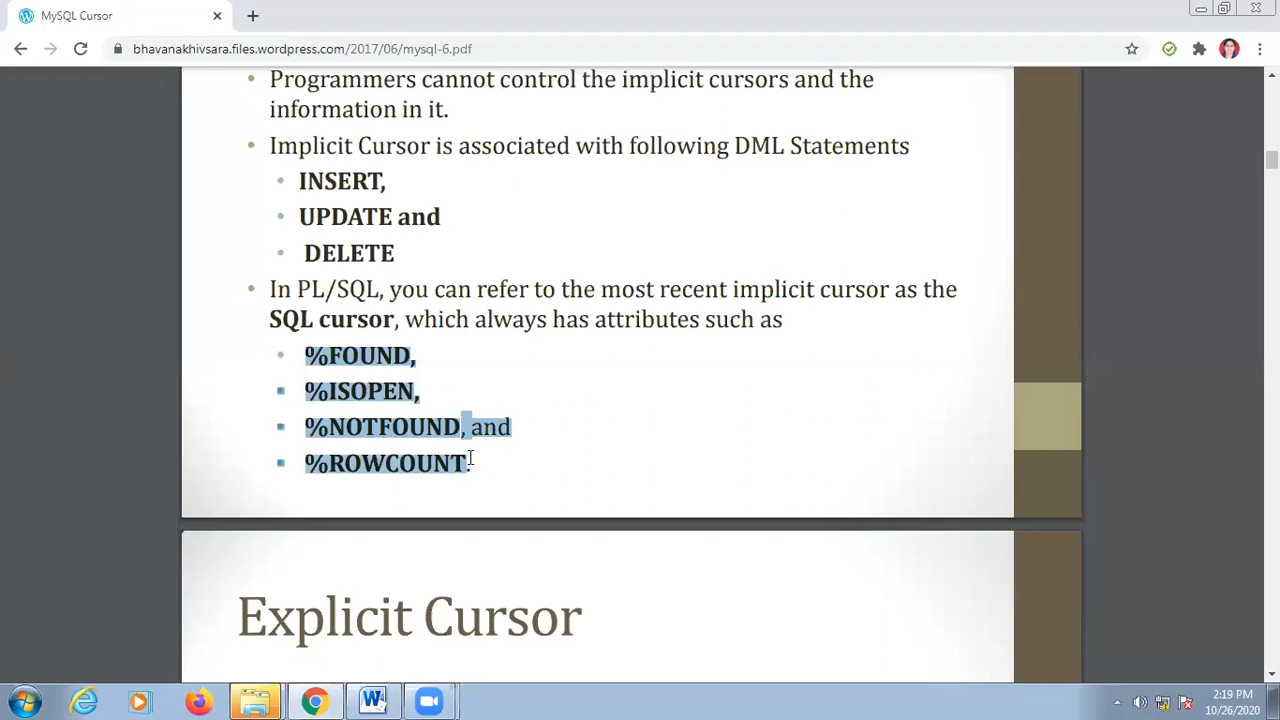 MySQL Cursor
bhavanakhivsara.files.wordpress.com/2017/06/mysql-6.pdf
• Programmers cannot control the implicit cursors and the
information in it.
• Implicit Cursor is associated with following DML Statements
• INSERT,
• UPDATE and
• DELETE
• In PL/SQL, you can refer to the most recent implicit cursor as the
SQL cursor, which always has attributes such as
• %FOUND,
• %ISOPEN,
• %NOTFOUND, and
• %ROWCOUNT.
Explicit Cursor
2:19 PM
10/26/2020